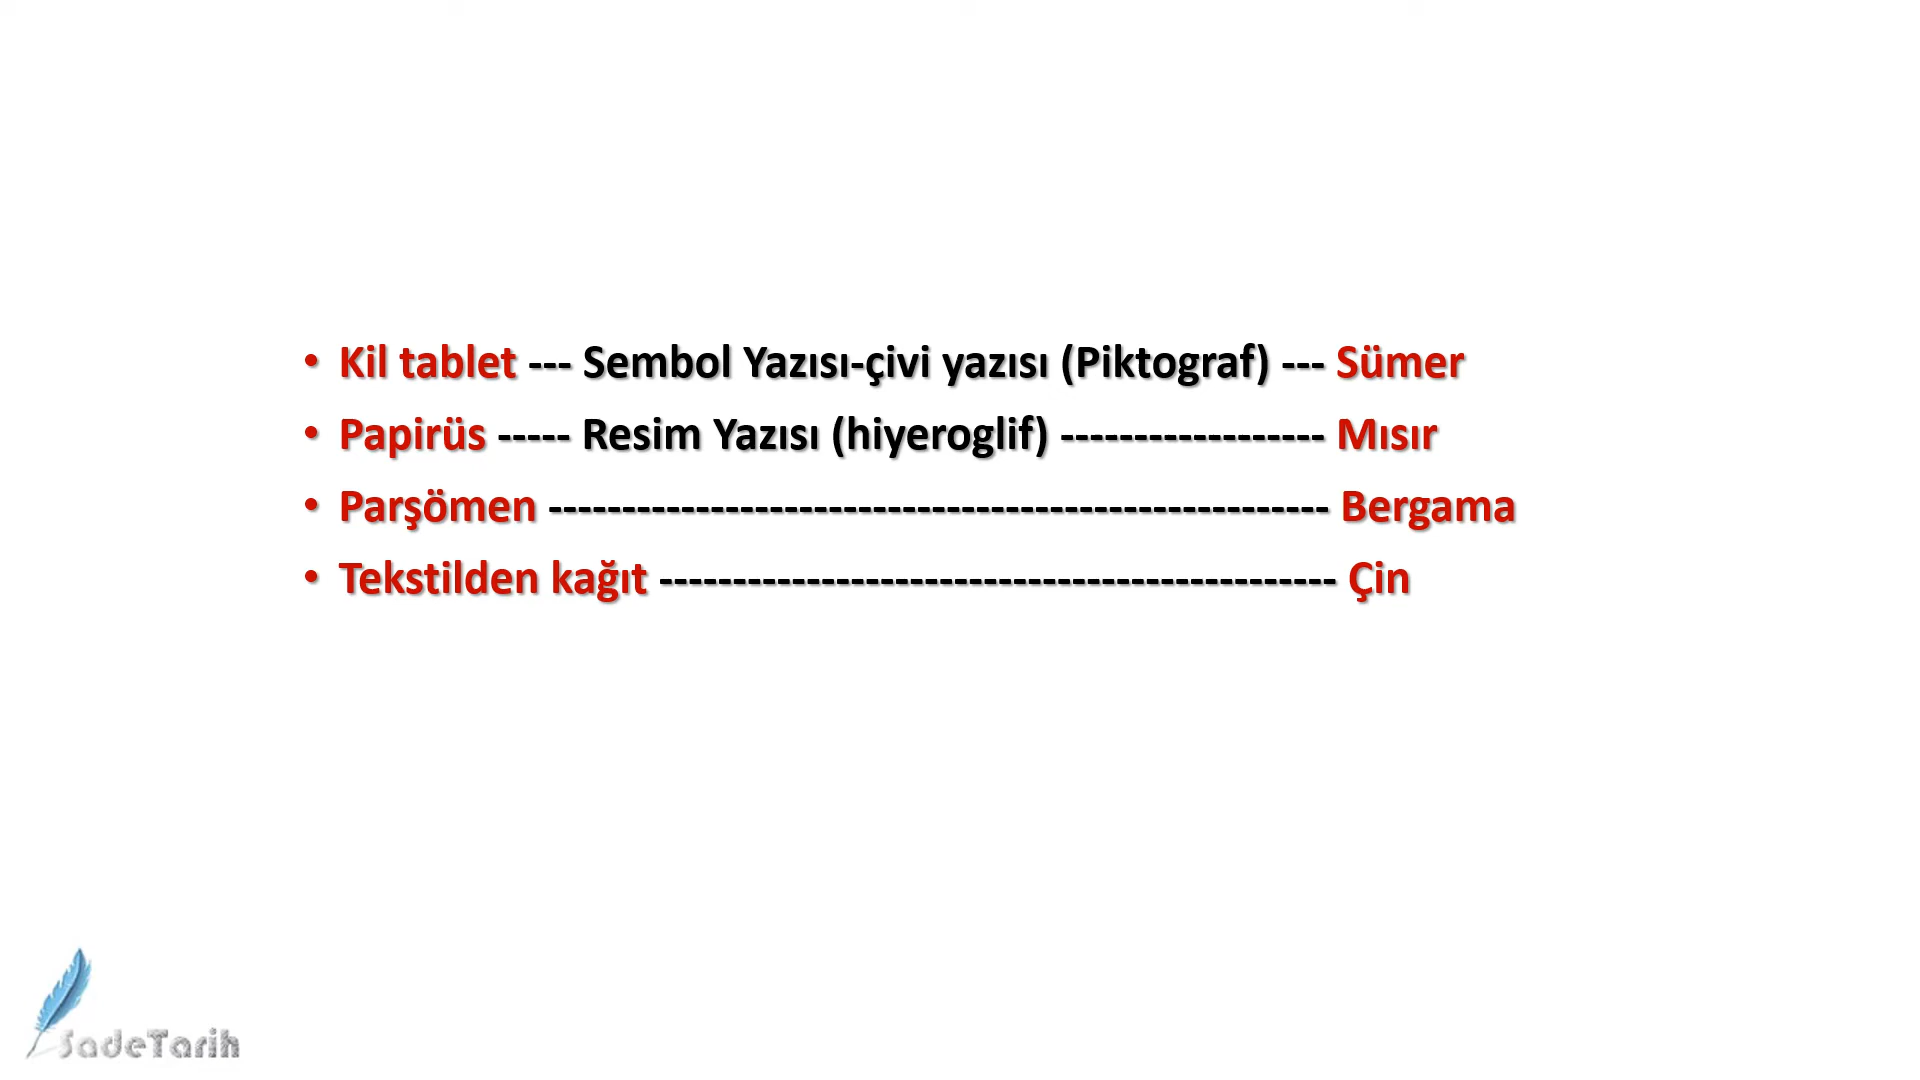 • Kil tablet --- Sembol Yazısı-çivi yazısı (Piktograf) --- Sümer
• Papirüs ----- Resim Yazısı (hiyeroglif) ------------------ Mısır
• Parşömen ----------------------------------------------------- Bergama
• Tekstilden kağıt ---------------------------------------------- Çin
SadeTarih